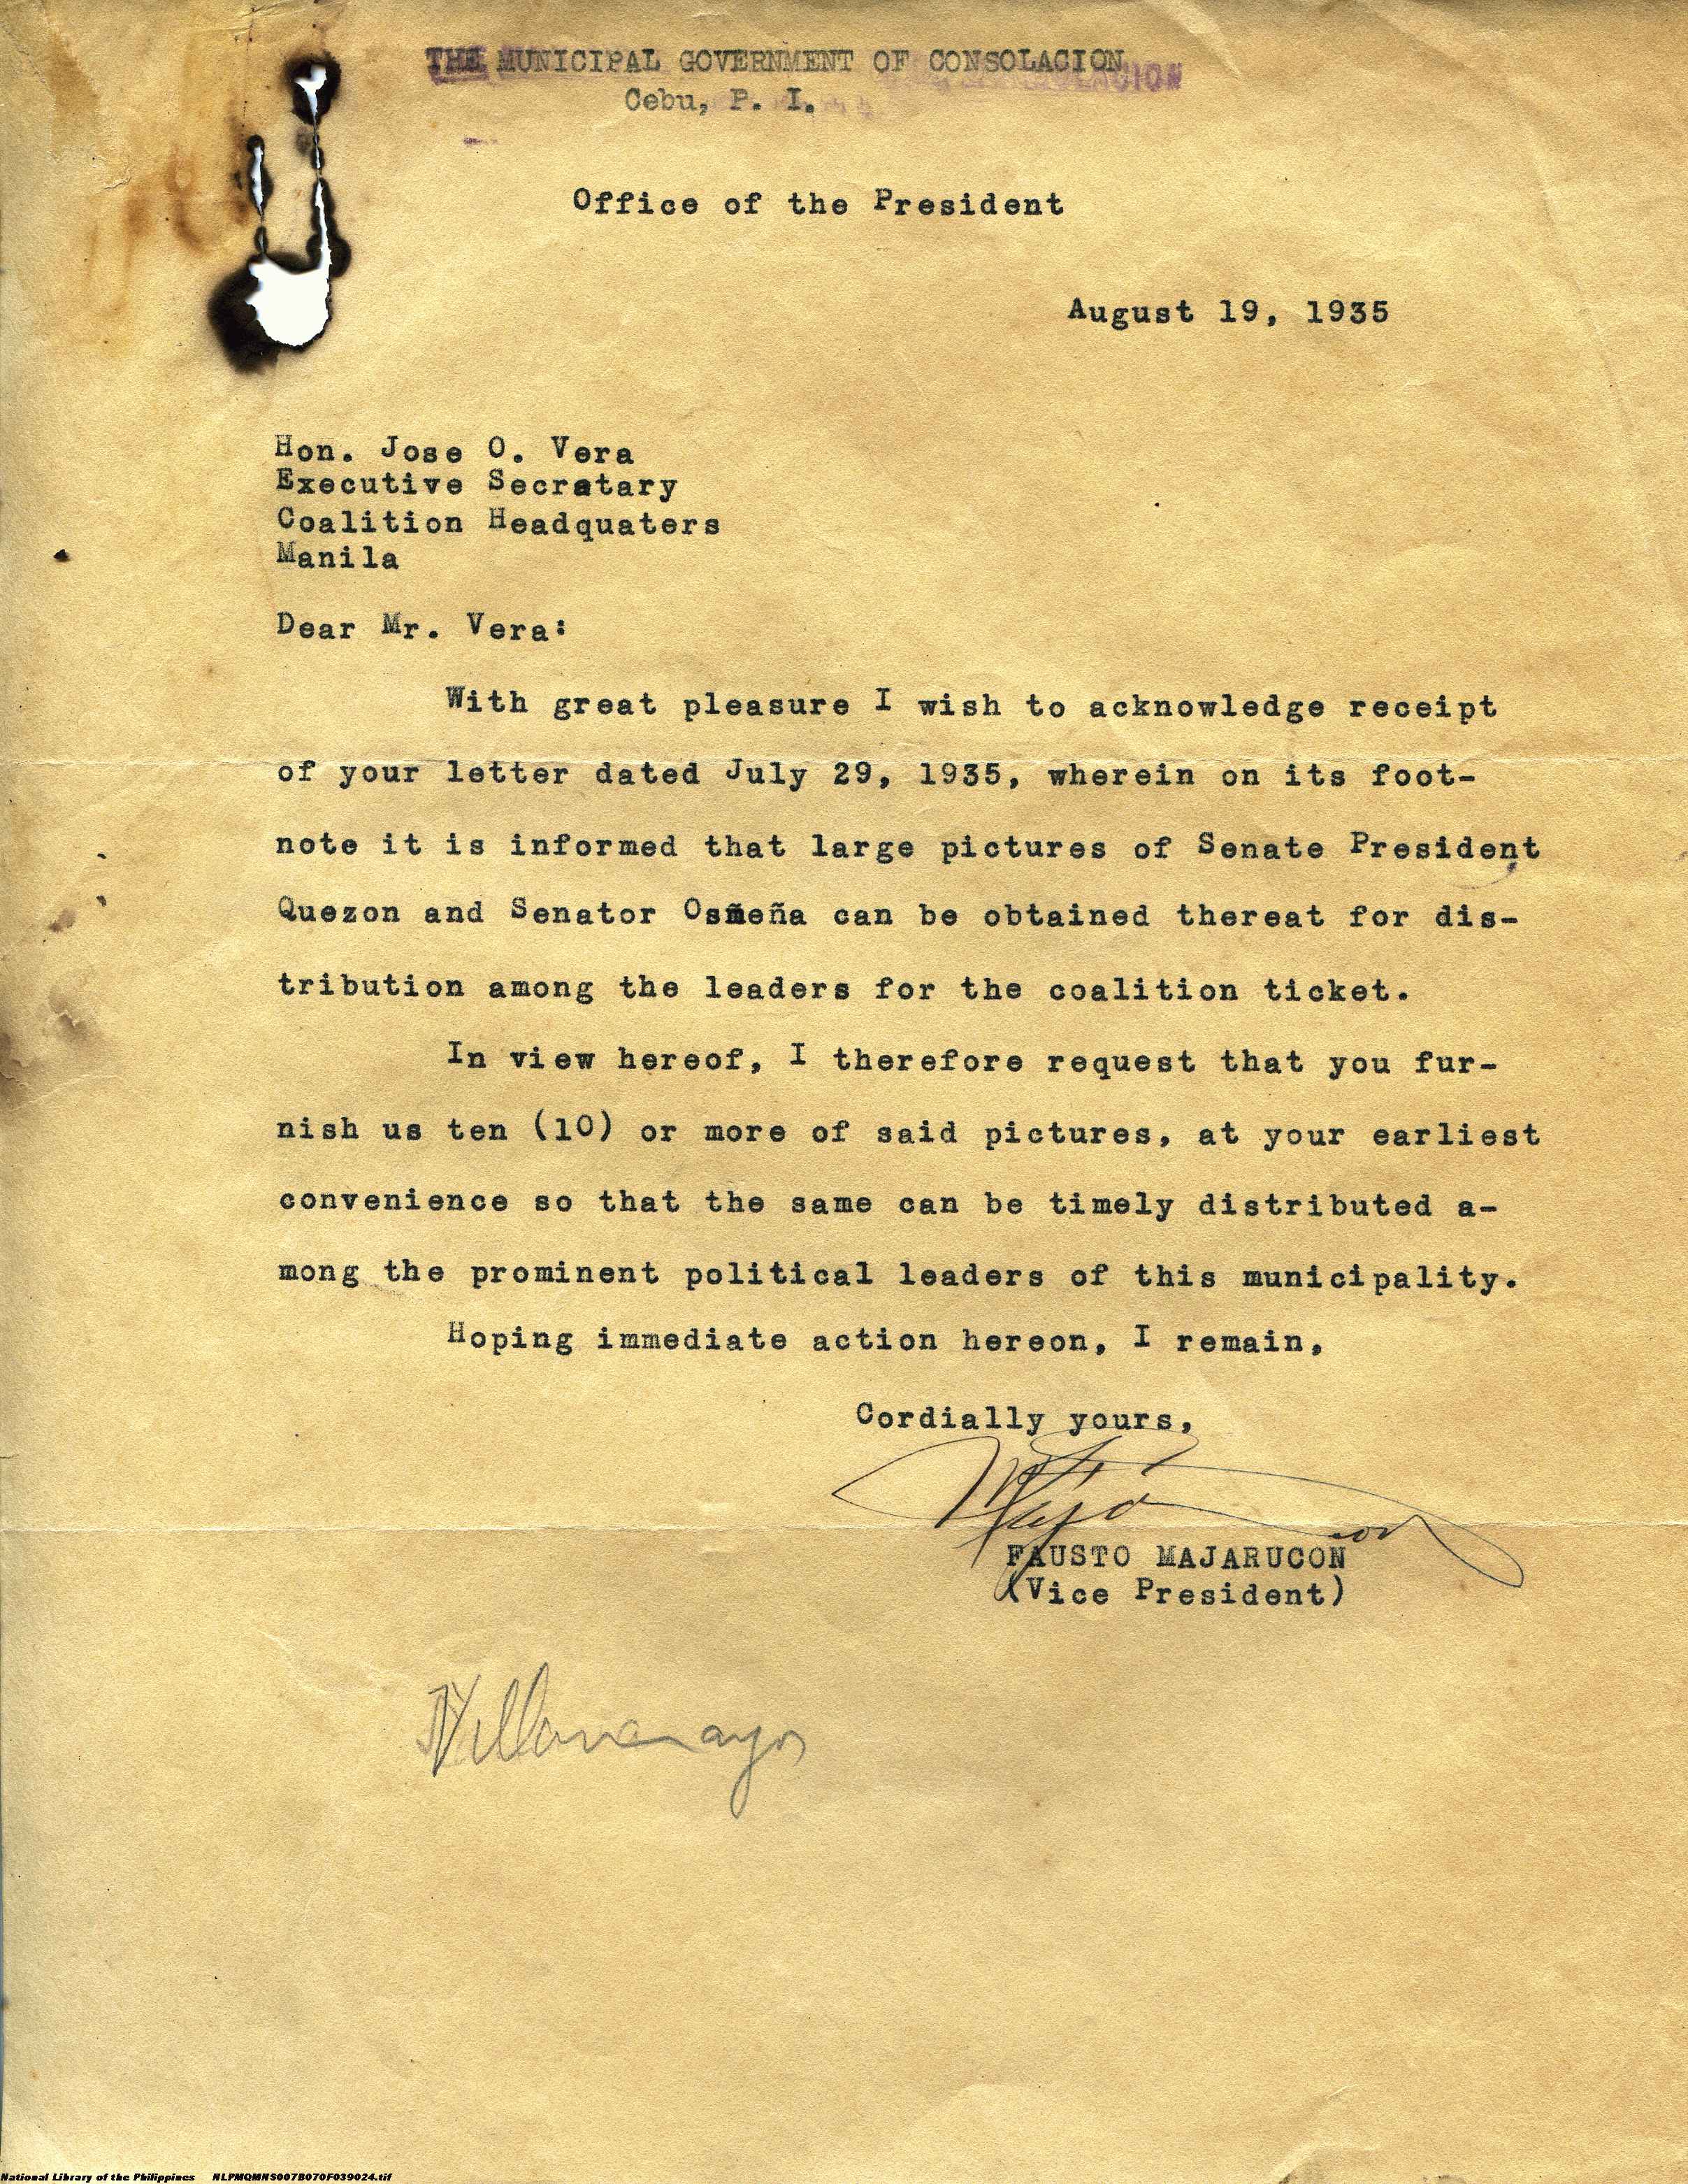 THE MUNICIPAL GOVERNMENT OF CONSOLACION
Cebu, P. I.
Office of the President
August 19, 1935
Hon. Jose O. Vera
Executive Secratary
Coalition Headquaters
Manila
Dear Mr. Vera:
With great pleasure I wish to acknowledge receipt
of your letter dated July 29, 1935, wherein on its foot-
note it is informed that large pictures of Senate President
Quezon and Senator Osmeña can be obtained thereat for dis-
tribution among the leaders for the coalition ticket.
In view hereof, I therefore request that you fur-
nish us ten (10) or more of said pictures, at your earliest
convenience so that the same can be timely distributed a-
mong the prominent political leaders of this municipality.
Hoping immediate action hereon, I remain,
Cordially yours,
FAUSTO MAJARUCON
(Vice President)
National Library of the Philippines NLPMQMNS007B070F039024.tif